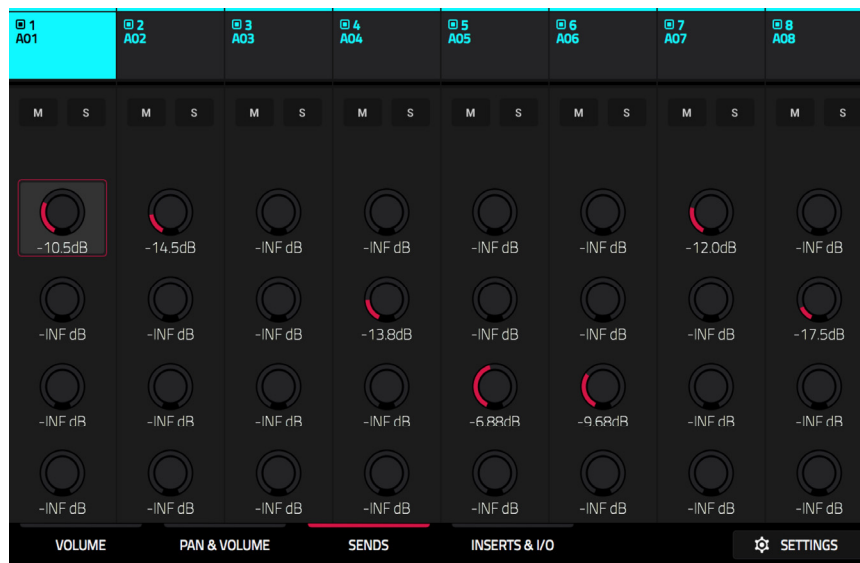 1 2 3 4 5 6 7 8
A01 A02 A03 A04 A05 A06 A07 A08
M S M S M S M S M S M S M S M S
-10.5dB -14.5dB -INF dB -INF dB -INF dB -INF dB -12.0dB -INF dB
-INF dB -INF dB -INF dB -13.8dB -INF dB -INF dB -INF dB -17.5dB
-INF dB -INF dB -INF dB -INF dB -6.88dB -9.68dB -INF dB -INF dB
-INF dB -INF dB -INF dB -INF dB -INF dB -INF dB -INF dB -INF dB
VOLUME PAN & VOLUME SENDS INSERTS & I/O SETTINGS